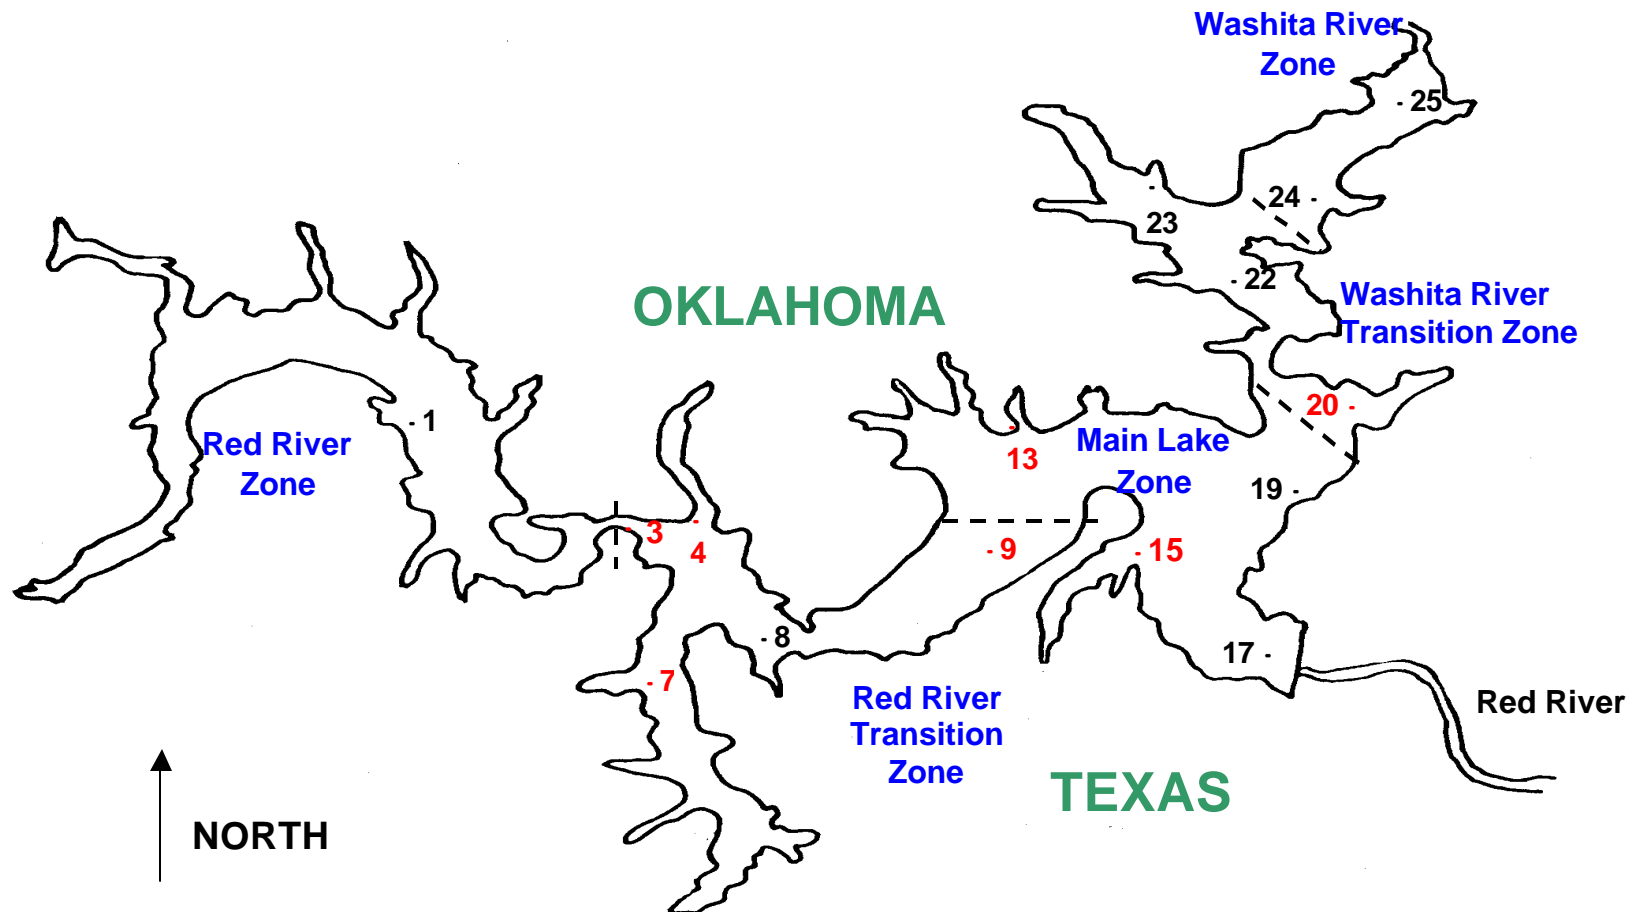 Washita River
Zone
- 25
24 -
23
22
OKLAHOMA
Washita River
Transition Zone
- 1
20 -
Red River
Zone
Main Lake
Zone
13
19 -
- 3
4
- 9
- 15
- 8
17 -
- 7
Red River
Transition
Zone
Red River
TEXAS
NORTH